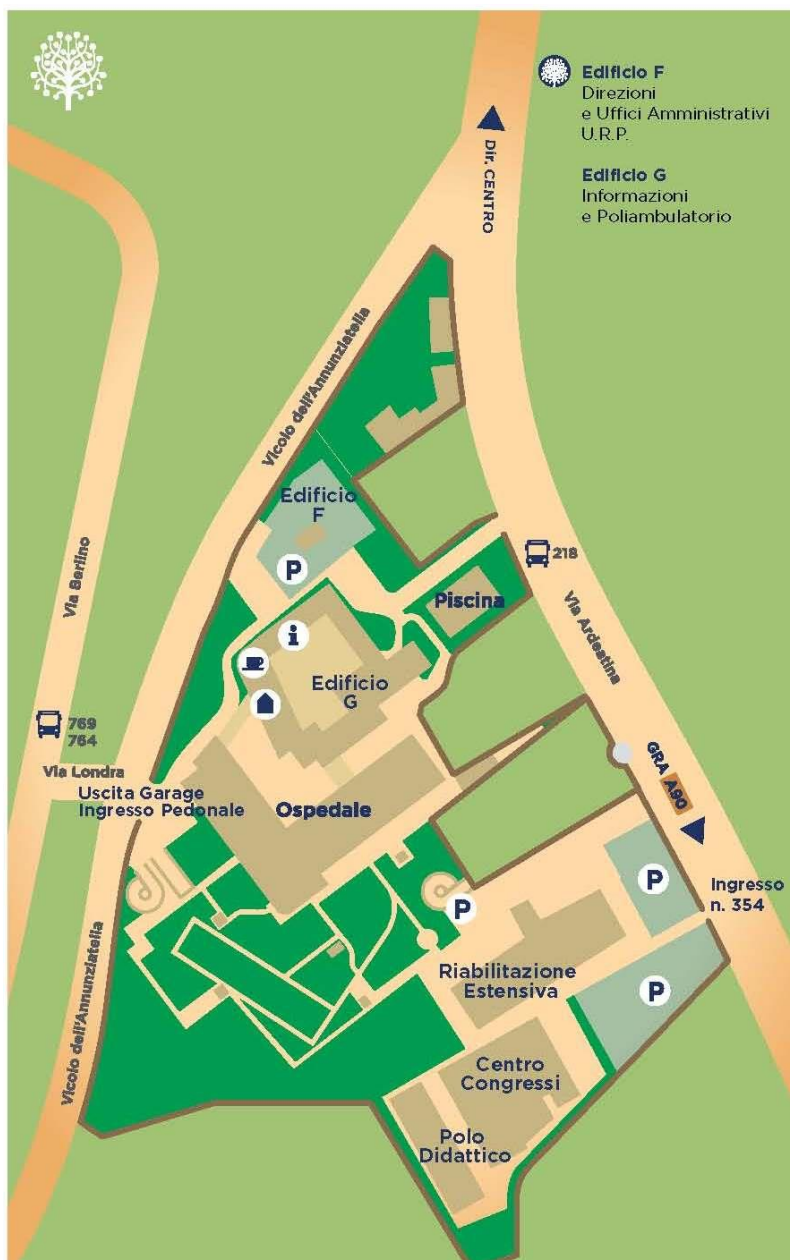 Edificio F
Direzioni
e Uffici Amministrativi
U.R.P.
Edificio G
Informazioni
e Poliambulatorio
Dir. CENTRO
Vicolo dell'Annunziatella
Edificio
F
P
218
Piscina
Via Ardeatina
Via Berlino
i
Edificio
G
769
764
Via Londra
Uscita Garage
Ingresso Pedonale
Ospedale
GRA A90
P
Ingresso
n. 354
P
Riabilitazione
Estensiva
P
Vicolo dell'Annunziatella
Centro
Congressi
Polo
Didattico